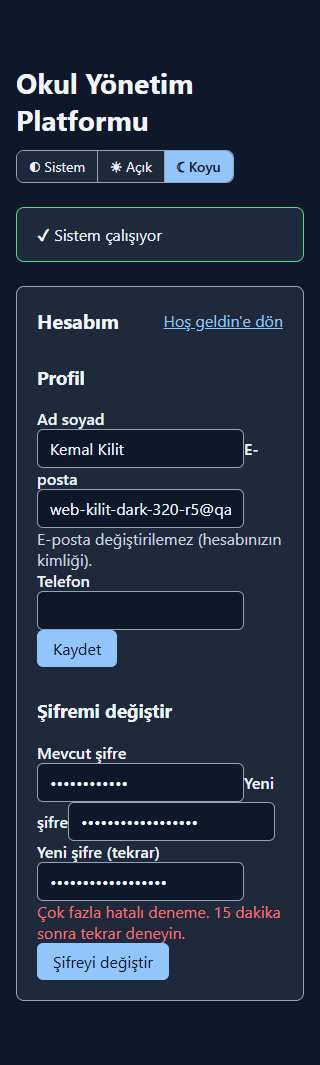 Okul Yönetim
Platformu
◐ Sistem ☀ Açık ☾ Koyu
✓ Sistem çalışıyor
Hesabım Hoş geldin'e dön
Profil
Ad soyad
Kemal Kilit E-
posta
web-kilit-dark-320-r5@qa
E-posta değiştirilemez (hesabınızın
kimliği).
Telefon
Kaydet
Şifremi değiştir
Mevcut şifre
•••••••••••• Yeni
şifre ••••••••••••••••••
Yeni şifre (tekrar)
••••••••••••••••••
Çok fazla hatalı deneme. 15 dakika
sonra tekrar deneyin.
Şifreyi değiştir